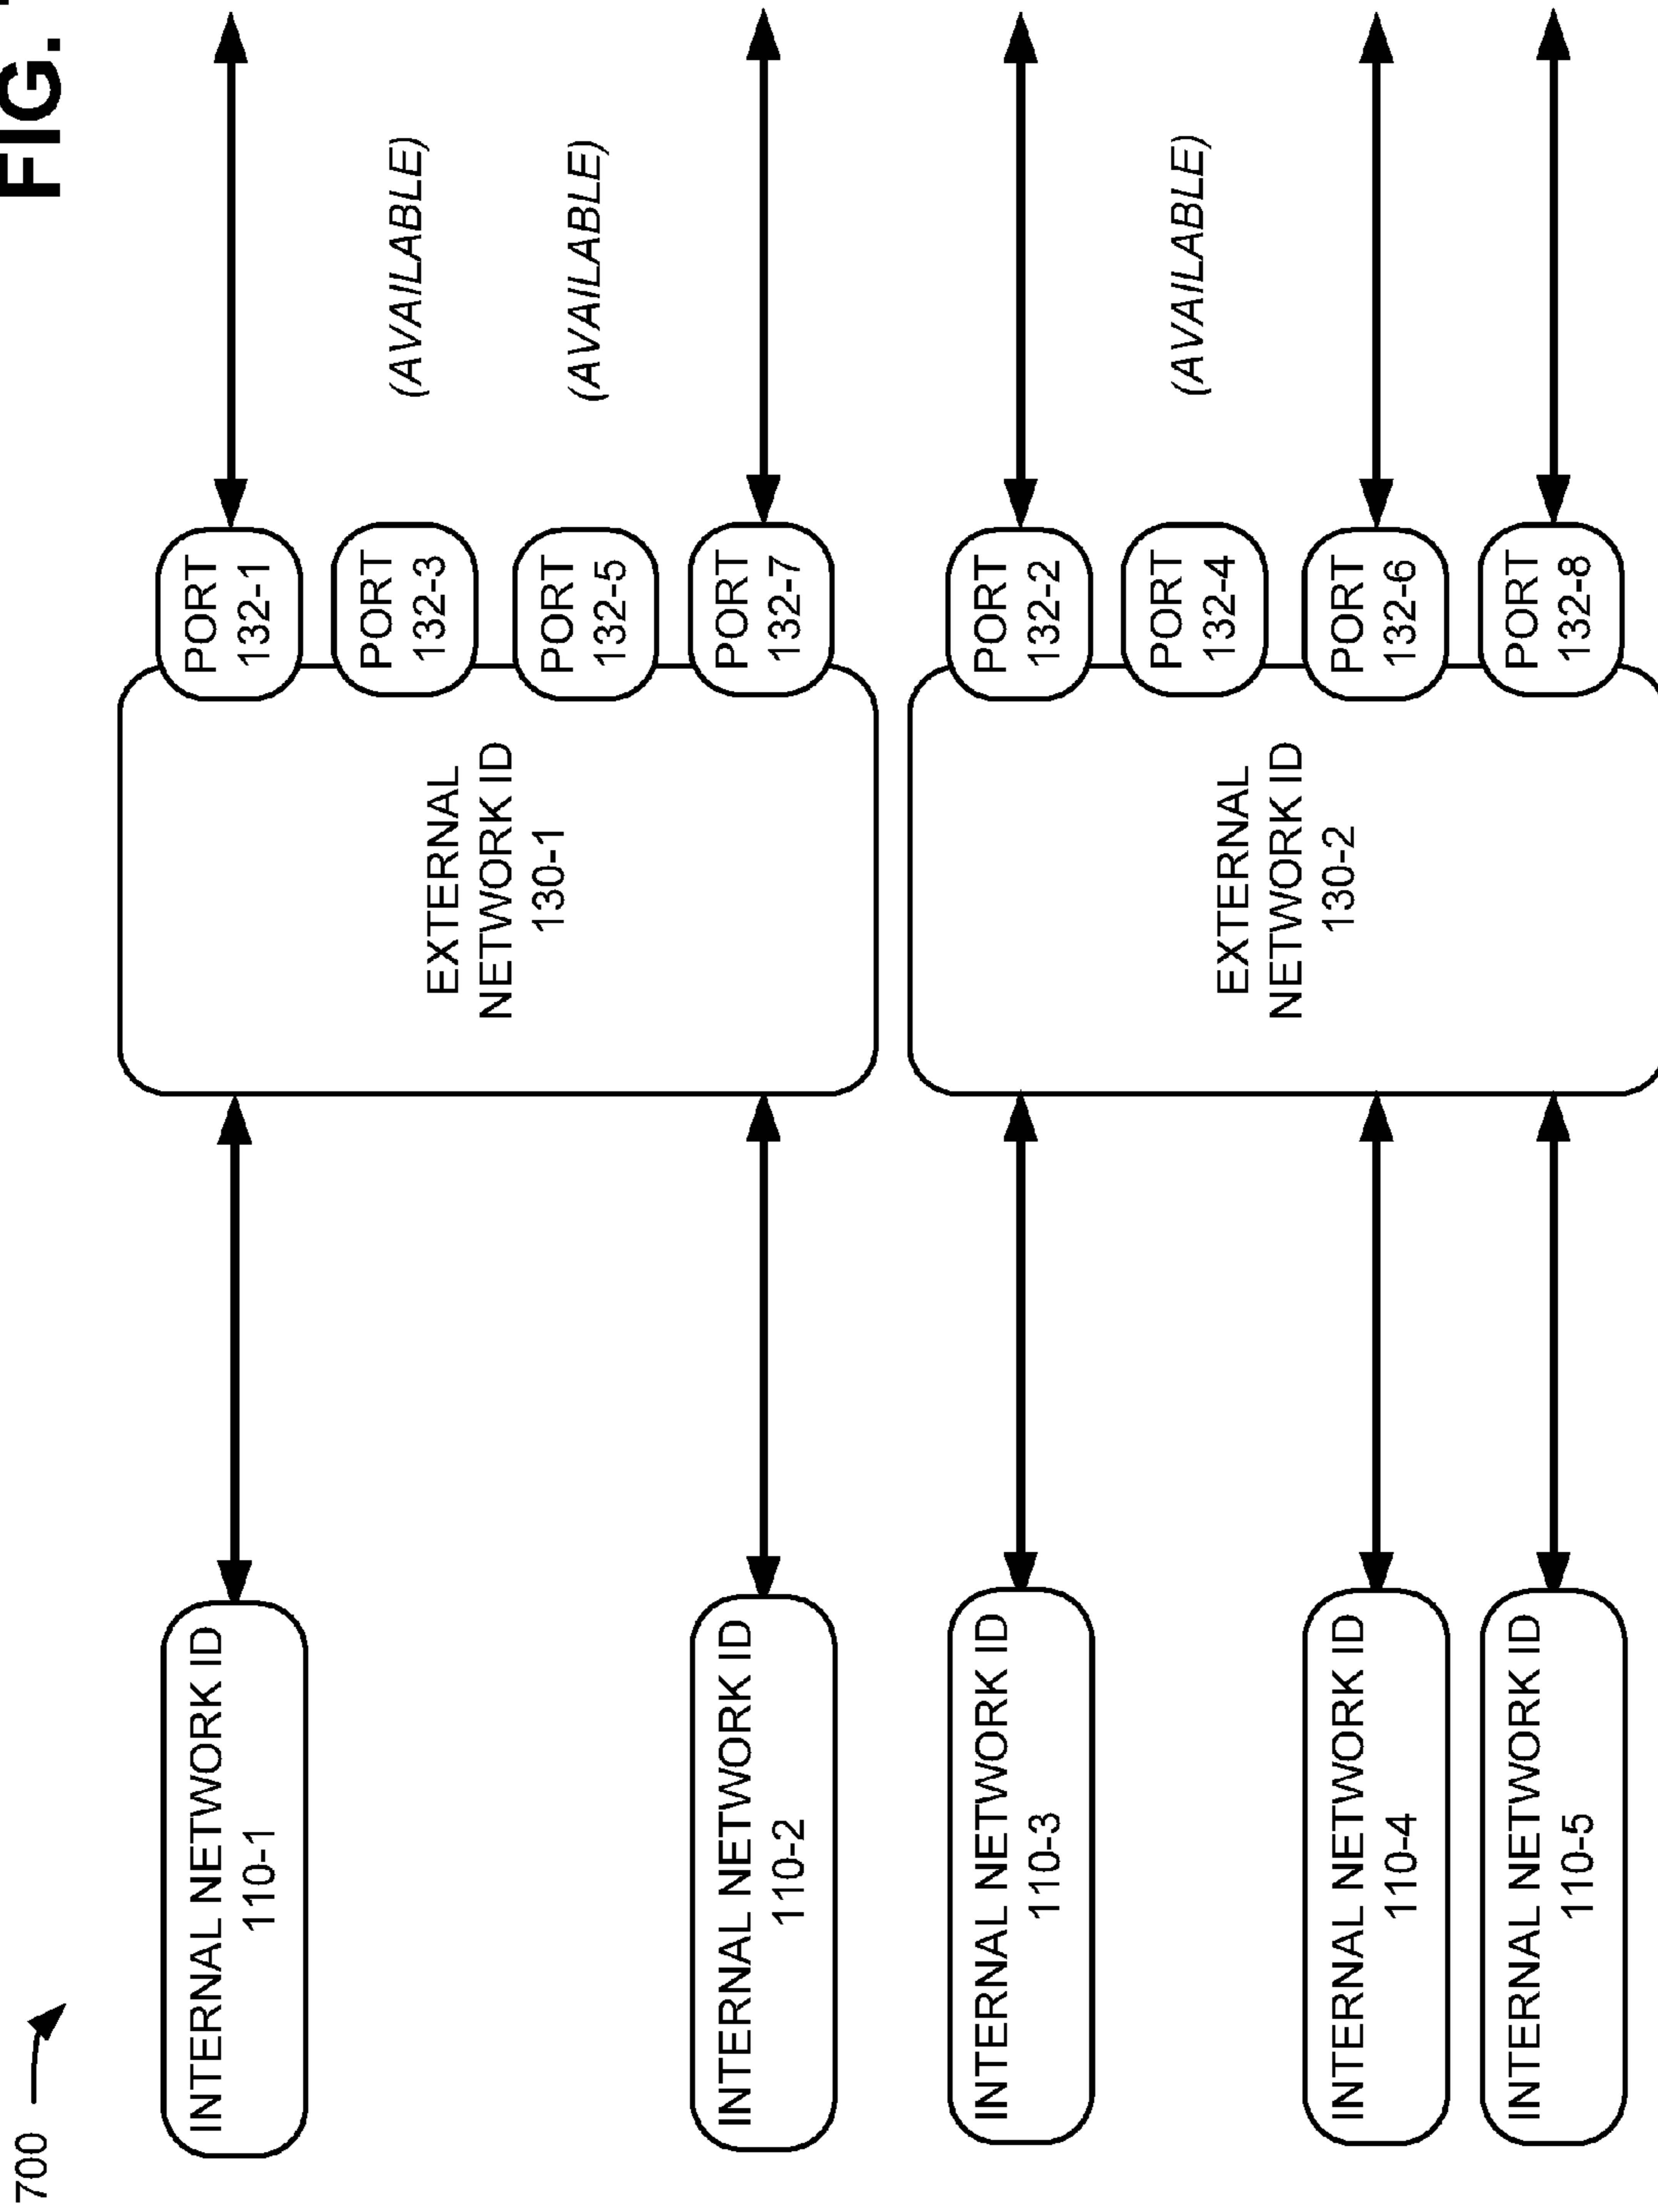 FIG.
700
INTERNAL NETWORK ID
110-1
EXTERNAL
NETWORK ID
130-1
PORT
132-1
PORT
132-3
(AVAILABLE)
PORT
132-5
(AVAILABLE)
INTERNAL NETWORK ID
110-2
PORT
132-7
INTERNAL NETWORK ID
110-3
EXTERNAL
NETWORK ID
130-2
PORT
132-2
PORT
132-4
(AVAILABLE)
INTERNAL NETWORK ID
110-4
PORT
132-6
INTERNAL NETWORK ID
110-5
PORT
132-8